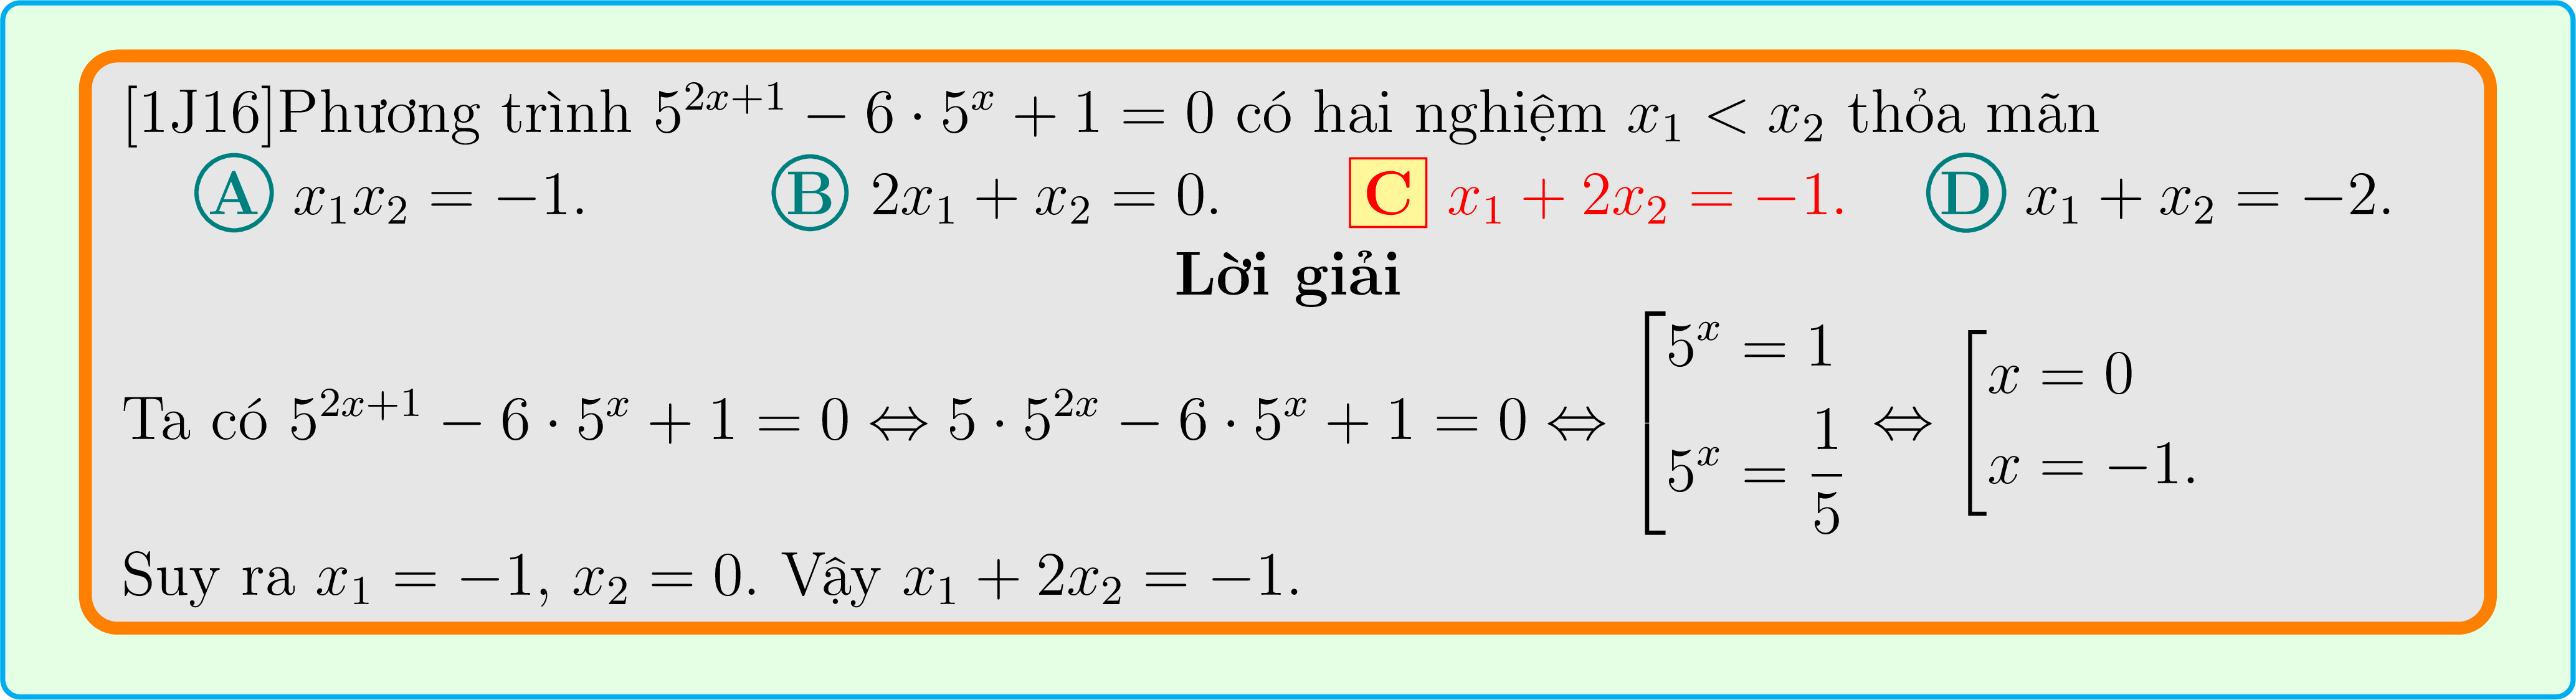 [1J16]Phương trình $5^{2x+1} - 6 \cdot 5^x + 1 = 0$ có hai nghiệm $x_1 < x_2$ thỏa mãn
A $x_1x_2 = -1.$ B $2x_1 + x_2 = 0.$ C $x_1 + 2x_2 = -1.$ D $x_1 + x_2 = -2.$
Lời giải
Ta có $5^{2x+1} - 6 \cdot 5^x + 1 = 0 \Leftrightarrow 5 \cdot 5^{2x} - 6 \cdot 5^x + 1 = 0 \Leftrightarrow \left[\begin{array}{l} 5^x = 1 \\ 5^x = \dfrac{1}{5} \end{array}\right. \Leftrightarrow \left[\begin{array}{l} x = 0 \\ x = -1. \end{array}\right.$
Suy ra $x_1 = -1$, $x_2 = 0$. Vậy $x_1 + 2x_2 = -1.$